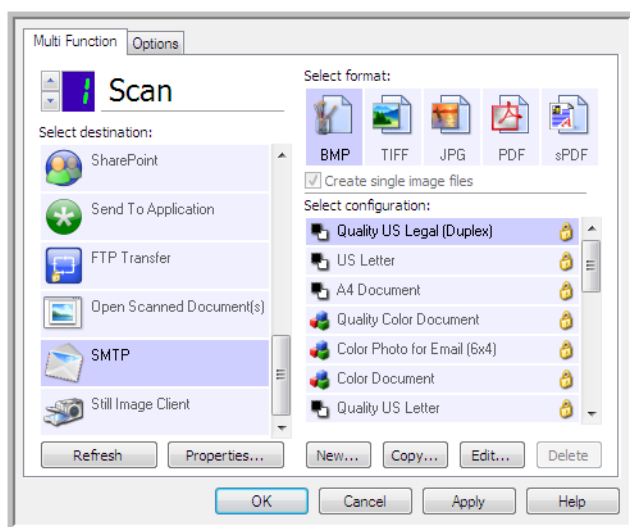 Multi Function
Options
1
Scan
Select destination:
SharePoint
Send To Application
FTP Transfer
Open Scanned Document(s)
SMTP
Still Image Client
Refresh
Properties...
Select format:
BMP
TIFF
JPG
PDF
sPDF
Create single image files
Select configuration:
Quality US Legal (Duplex)
US Letter
A4 Document
Quality Color Document
Color Photo for Email (6x4)
Color Document
Quality US Letter
New...
Copy...
Edit...
Delete
OK
Cancel
Apply
Help